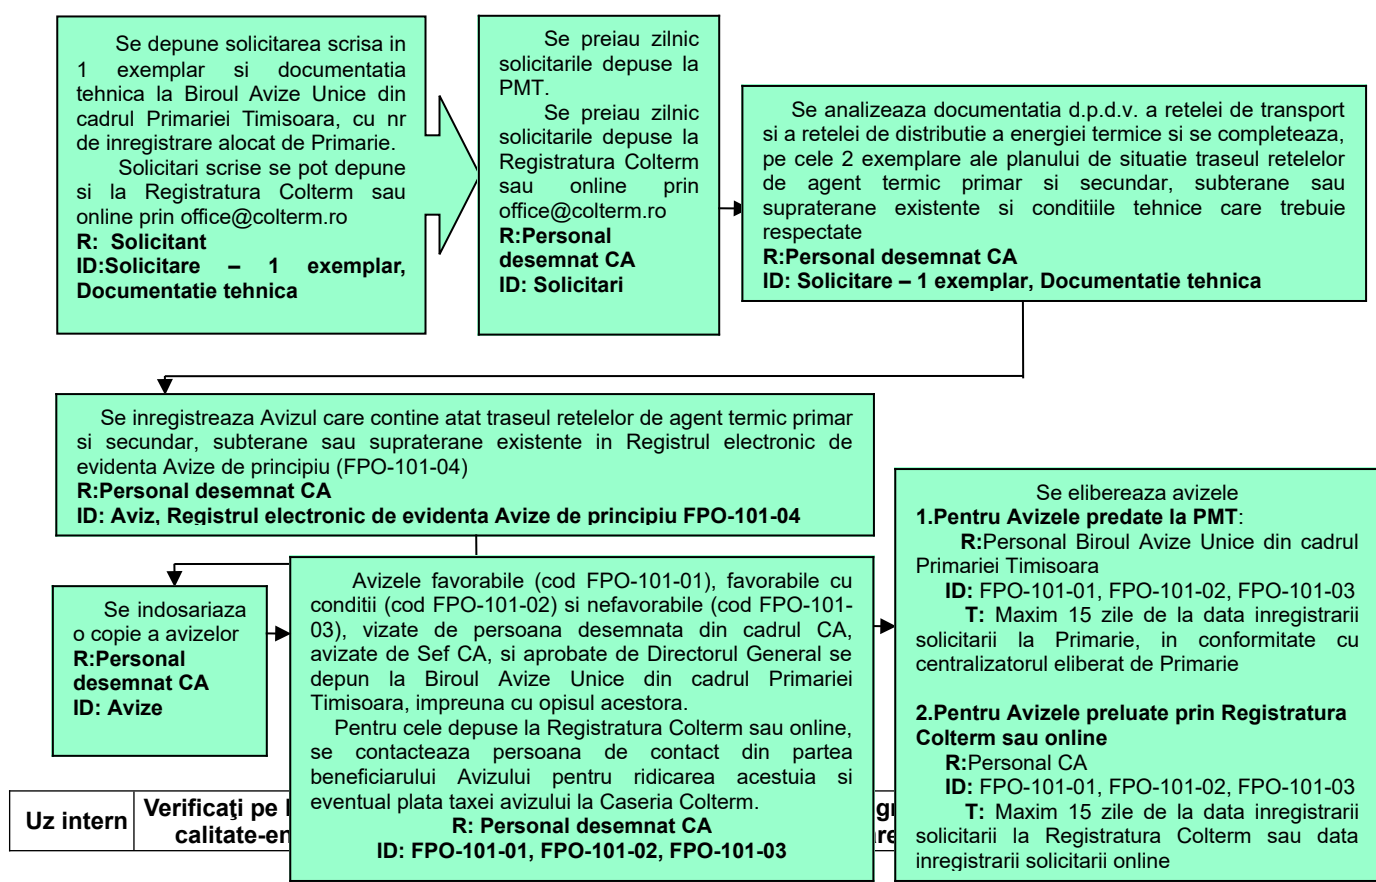 Se depune solicitarea scrisa in
1 exemplar si documentatia
tehnica la Biroul Avize Unice din
cadrul Primariei Timisoara, cu nr
de inregistrare alocat de Primarie.
Solicitari scrise se pot depune
si la Registratura Colterm sau
online prin office@colterm.ro
R: Solicitant
ID:Solicitare – 1 exemplar,
Documentatie tehnica
Se preiau zilnic
solicitarile depuse la
PMT.
Se preiau zilnic
solicitarile depuse la
Registratura Colterm
sau online prin
office@colterm.ro
R:Personal
desemnat CA
ID: Solicitari
Se analizeaza documentatia d.p.d.v. a retelei de transport
si a retelei de distributie a energiei termice si se completeaza,
pe cele 2 exemplare ale planului de situatie traseul retelelor
de agent termic primar si secundar, subterane sau
supraterane existente si conditiile tehnice care trebuie
respectate
R:Personal desemnat CA
ID: Solicitare – 1 exemplar, Documentatie tehnica
Se inregistreaza Avizul care contine atat traseul retelelor de agent termic primar
si secundar, subterane sau supraterane existente in Registrul electronic de
evidenta Avize de principiu (FPO-101-04)
R:Personal desemnat CA
ID: Aviz, Registrul electronic de evidenta Avize de principiu FPO-101-04
Se indosariaza
o copie a avizelor
R:Personal
desemnat CA
ID: Avize
Avizele favorabile (cod FPO-101-01), favorabile cu
conditii (cod FPO-101-02) si nefavorabile (cod FPO-101-
03), vizate de persoana desemnata din cadrul CA,
avizate de Sef CA, si aprobate de Directorul General se
depun la Biroul Avize Unice din cadrul Primariei
Timisoara, impreuna cu opisul acestora.
Pentru cele depuse la Registratura Colterm sau online,
se contacteaza persoana de contact din partea
beneficiarului Avizului pentru ridicarea acestuia si
eventual plata taxei avizului la Caseria Colterm.
R: Personal desemnat CA
ID: FPO-101-01, FPO-101-02, FPO-101-03
Se elibereaza avizele
1.Pentru Avizele predate la PMT:
R:Personal Biroul Avize Unice din cadrul
Primariei Timisoara
ID: FPO-101-01, FPO-101-02, FPO-101-03
T: Maxim 15 zile de la data inregistrarii
solicitarii la Primarie, in conformitate cu
centralizatorul eliberat de Primarie
2.Pentru Avizele preluate prin Registratura
Colterm sau online
R:Personal CA
ID: FPO-101-01, FPO-101-02, FPO-101-03
T: Maxim 15 zile de la data inregistrarii
solicitarii la Registratura Colterm sau data
inregistrarii solicitarii online
Uz intern
Verificaţi pe
calitate-en